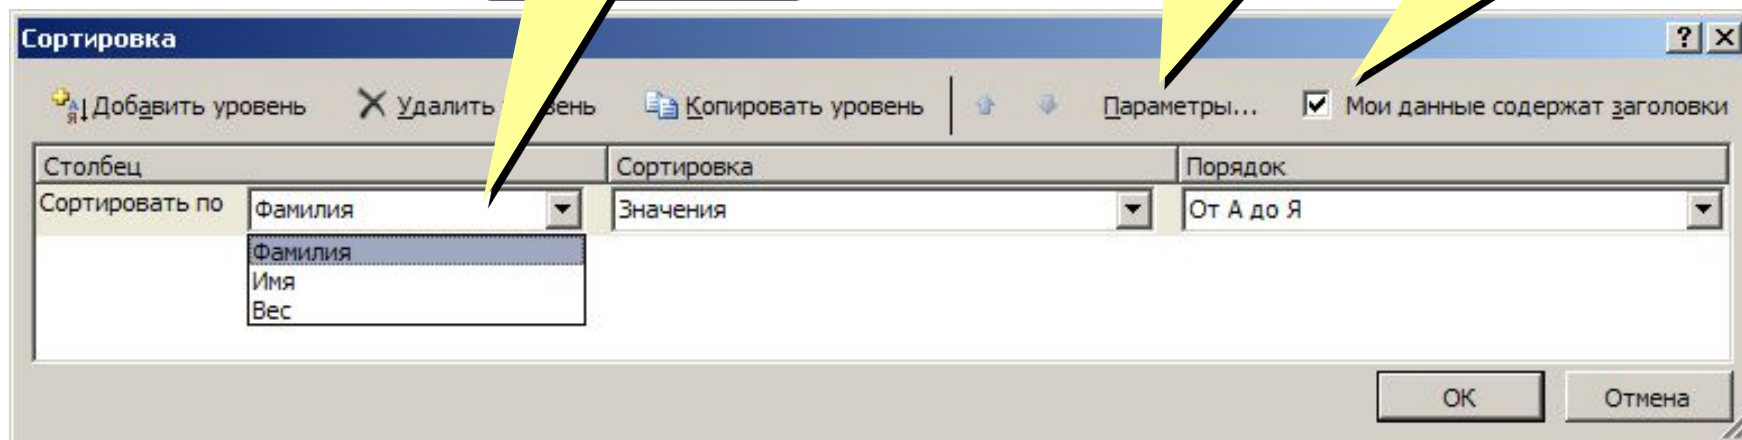 Сортировка
Добавить уровень Удалить вень Копировать уровень Параметры... Мои данные содержат заголовки
Столбец Сортировка Порядок
Сортировать по Фамилия Значения От А до Я
Фамилия
Имя
Вес
OK Отмена